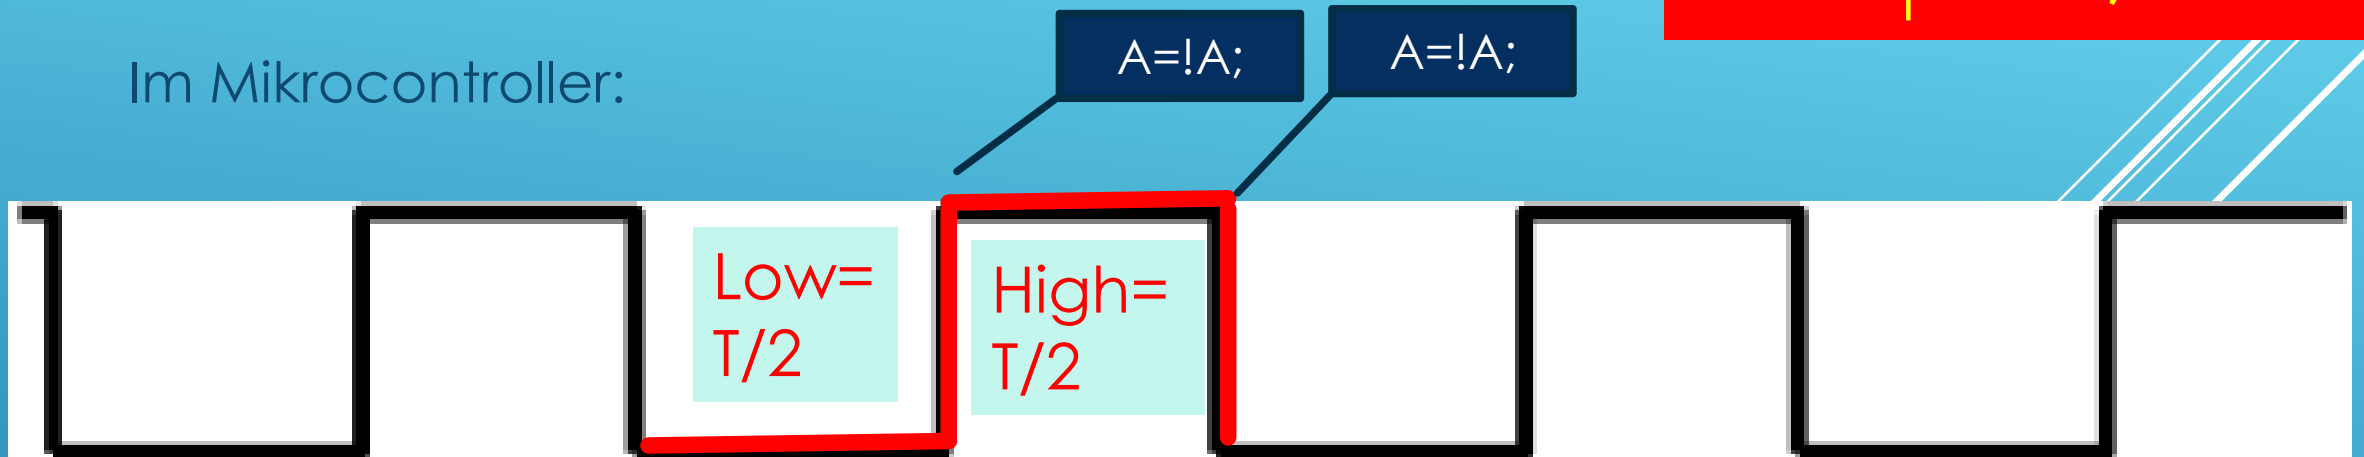 Im Mikrocontroller:
A=!A;
A=!A;
Low=
T/2
High=
T/2